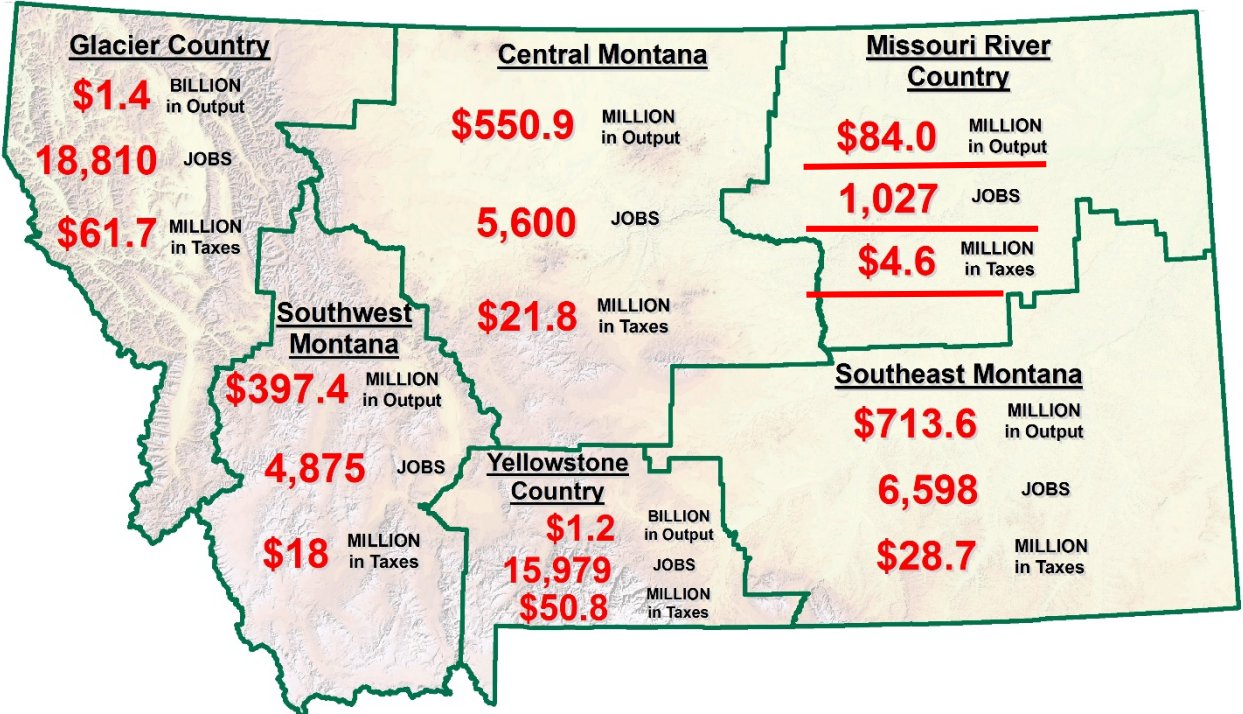 Glacier Country
$1.4 BILLION in Output
18,810 JOBS
$61.7 MILLION in Taxes
Central Montana
$550.9 MILLION in Output
5,600 JOBS
$21.8 MILLION in Taxes
Missouri River
Country
$84.0 MILLION in Output
1,027 JOBS
$4.6 MILLION in Taxes
Southwest
Montana
$397.4 MILLION in Output
4,875 JOBS
$18 MILLION in Taxes
Yellowstone
Country
$1.2 BILLION in Output
15,979 JOBS
$50.8 MILLION in Taxes
Southeast Montana
$713.6 MILLION in Output
6,598 JOBS
$28.7 MILLION in Taxes